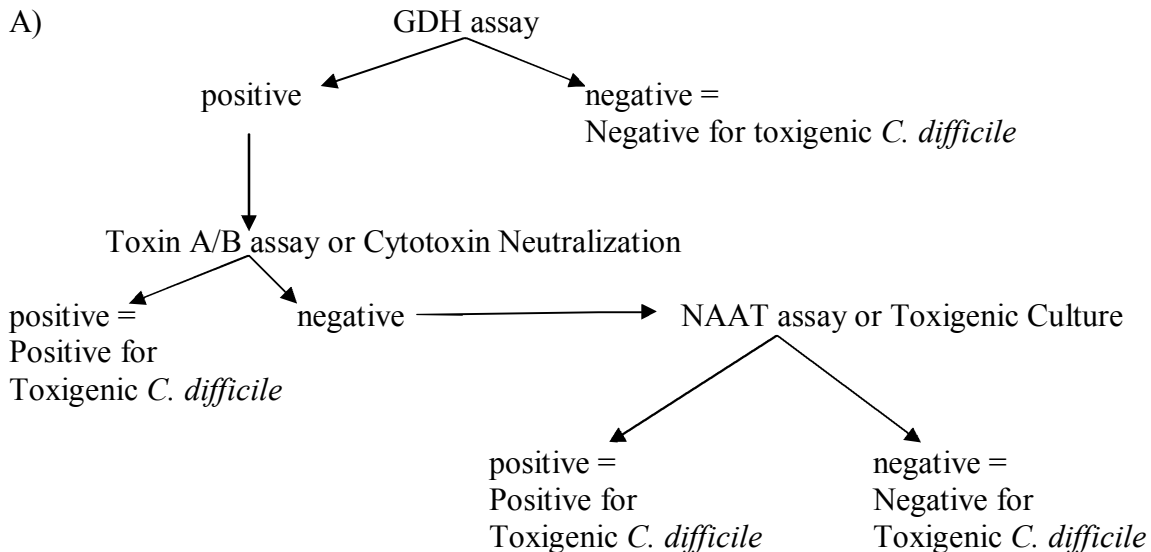 A)
GDH assay
positive
negative =
Negative for toxigenic C. difficile
Toxin A/B assay or Cytotoxin Neutralization
positive =
Positive for
Toxigenic C. difficile
negative
NAAT assay or Toxigenic Culture
positive =
Positive for
Toxigenic C. difficile
negative =
Negative for
Toxigenic C. difficile